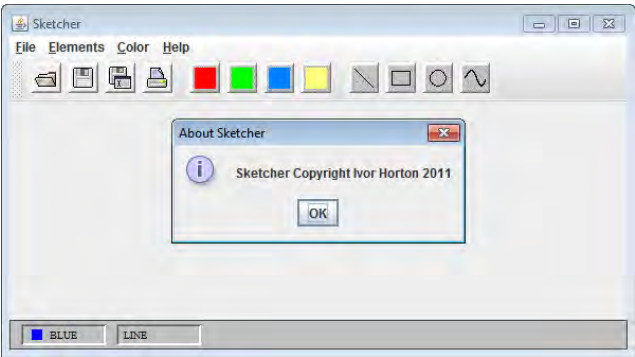 Sketcher
File Elements Color Help
About Sketcher
i
Sketcher Copyright Ivor Horton 2011
OK
BLUE LINE